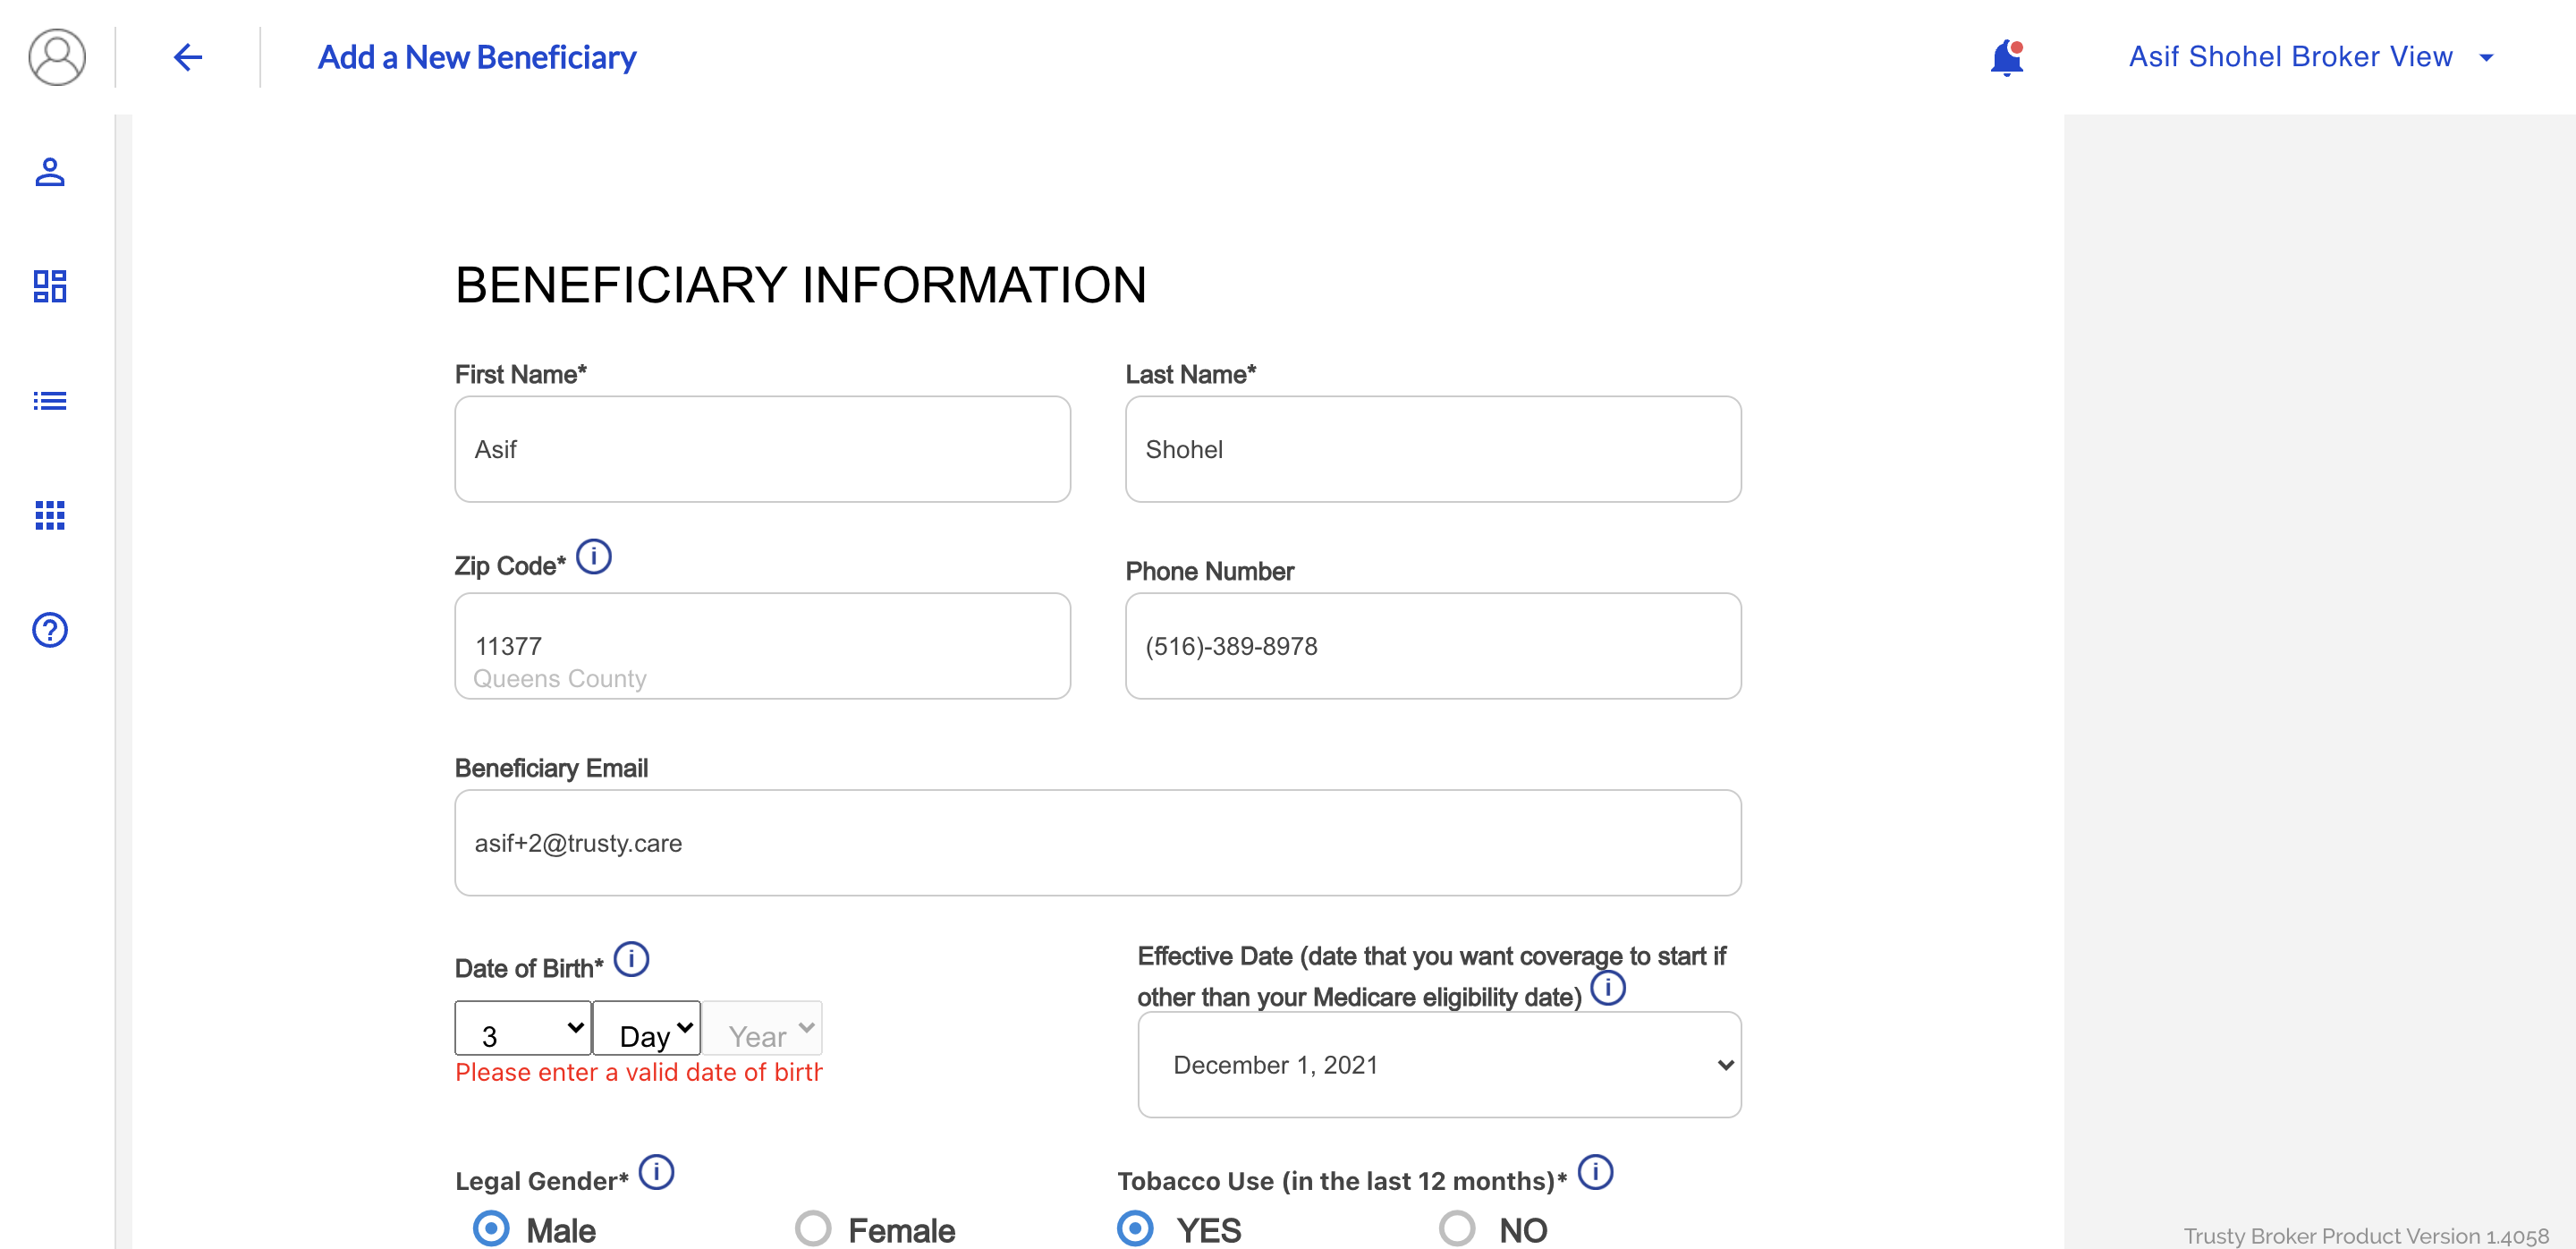 Add a New Beneficiary
Asif Shohel Broker View
BENEFICIARY INFORMATION
First Name*
Last Name*
Asif
Shohel
Zip Code*
Phone Number
11377
Queens County
(516)-389-8978
Beneficiary Email
asif+2@trusty.care
Date of Birth*
Effective Date (date that you want coverage to start if
other than your Medicare eligibility date)
3
Day
Year
Please enter a valid date of birth
December 1, 2021
Legal Gender*
Tobacco Use (in the last 12 months)*
Male
Female
YES
NO
Trusty Broker Product Version 1.4058